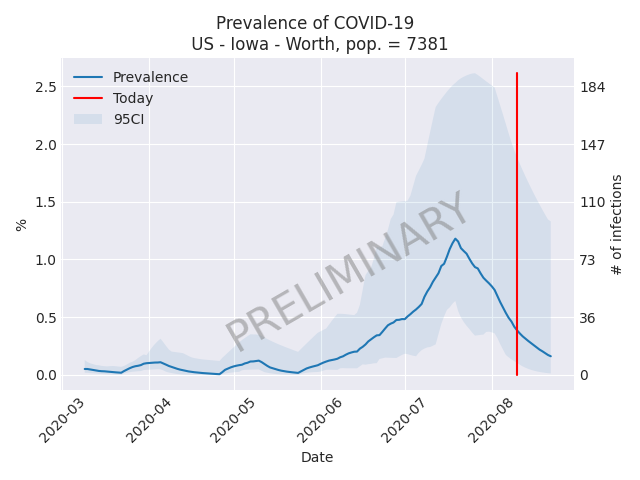 Prevalence of COVID-19
US - Iowa - Worth, pop. = 7381
Prevalence
Today
95CI
PRELIMINARY
%
2.5
2.0
1.5
1.0
0.5
0.0
184
147
110
73
36
0
# of infections
2020-03
2020-04
2020-05
2020-06
2020-07
2020-08
Date